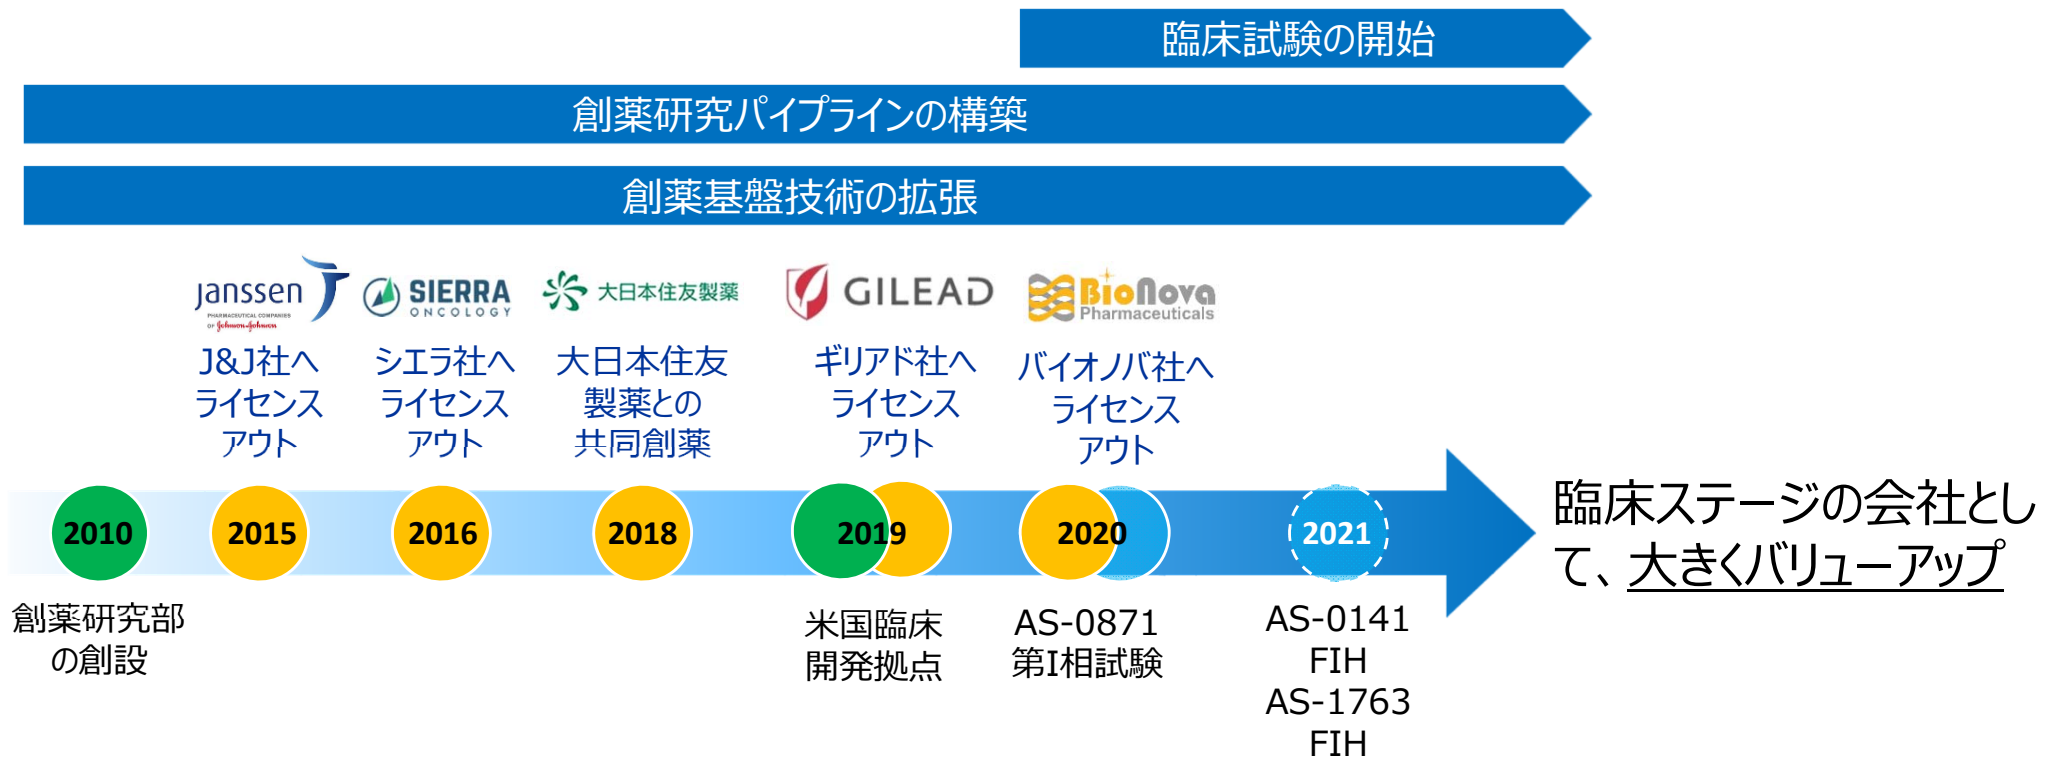 臨床試験の開始
創薬研究パイプラインの構築
創薬基盤技術の拡張
Janssen
PHARMACEUTICAL COMPANIES
OF Johnson & Johnson
SIERRA
ONCOLOGY
大日本住友製薬
GILEAD
BioNova
Pharmaceuticals
J&J社へ
ライセンス
アウト
シエラ社へ
ライセンス
アウト
大日本住友
製薬との
共同創薬
ギリアド社へ
ライセンス
アウト
バイオノバ社へ
ライセンス
アウト
2010
2015
2016
2018
2019
2020
2021
臨床ステージの会社とし
て、大きくバリューアップ
創薬研究部
の創設
米国臨床
開発拠点
AS-0871
第I相試験
AS-0141
FIH
AS-1763
FIH